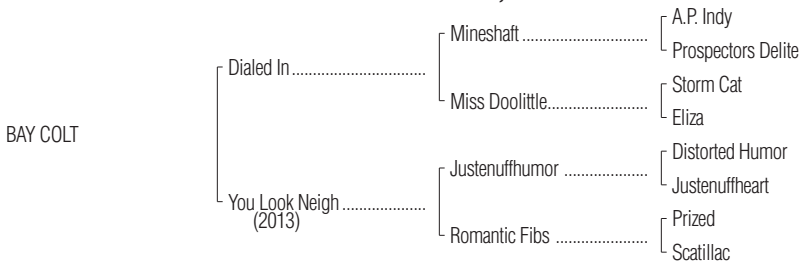 A.P. Indy
Mineshaft ..............................
Prospectors Delite
Dialed In................................
Storm Cat
Miss Doolittle........................
Eliza
BAY COLT
Distorted Humor
Justenuffhumor ....................
Justenuffheart
You Look Neigh ....................
(2013)
Prized
Romantic Fibs ......................
Scatillac